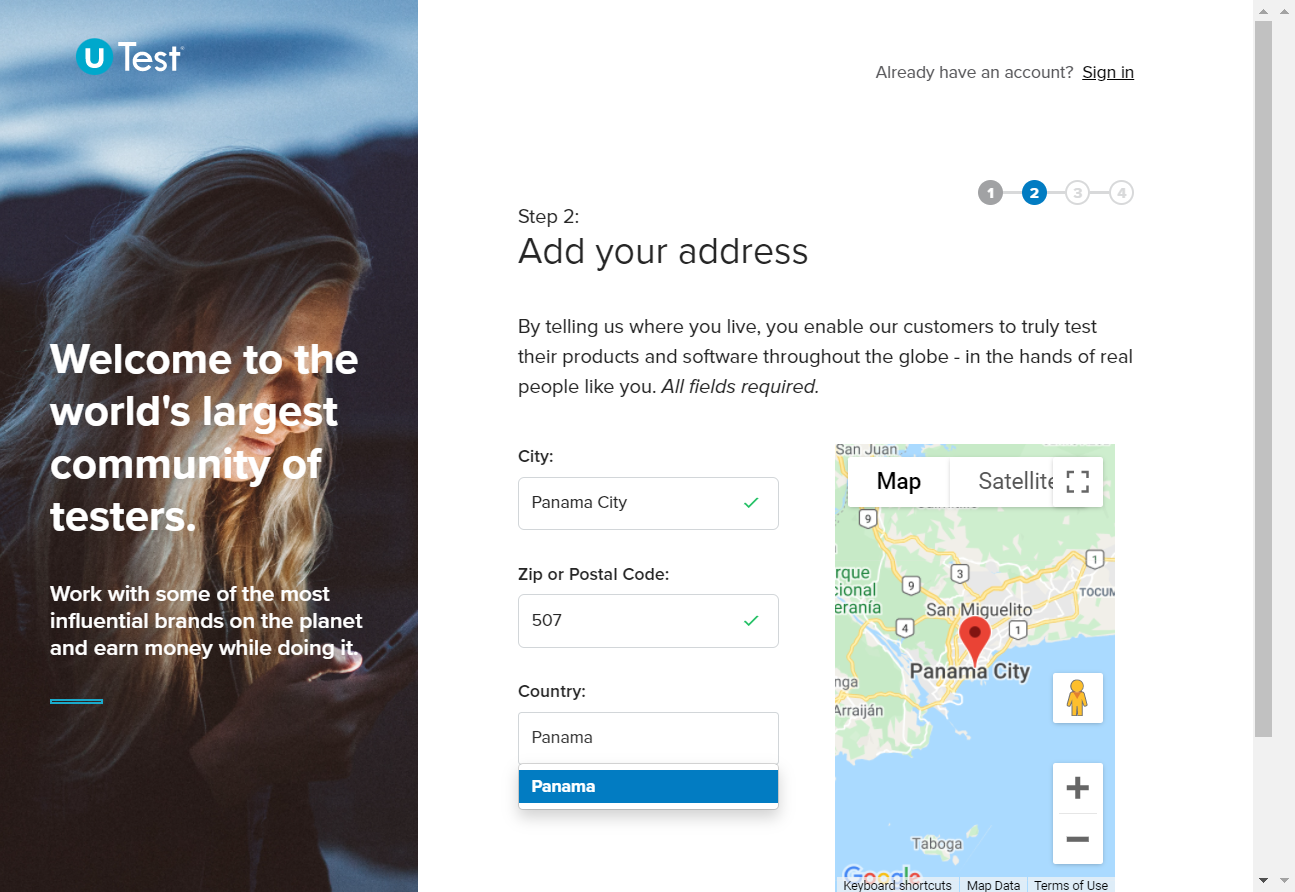 U Test
Already have an account? Sign in
1 2 3 4
Step 2:
Add your address
By telling us where you live, you enable our customers to truly test
their products and software throughout the globe - in the hands of real
people like you. All fields required.
Welcome to the
world's largest
community of
testers.
Work with some of the most
influential brands on the planet
and earn money while doing it.
City:
Panama City
Zip or Postal Code:
507
Country:
Panama
Panama
San Juan
Map
Satellite
9
1
3
9
TOCUM
rque
cional
eranía
San Miguelito
4
1
Panama City
nga
Arraiján
Taboga
Google
Keyboard shortcuts
Map Data
Terms of Use